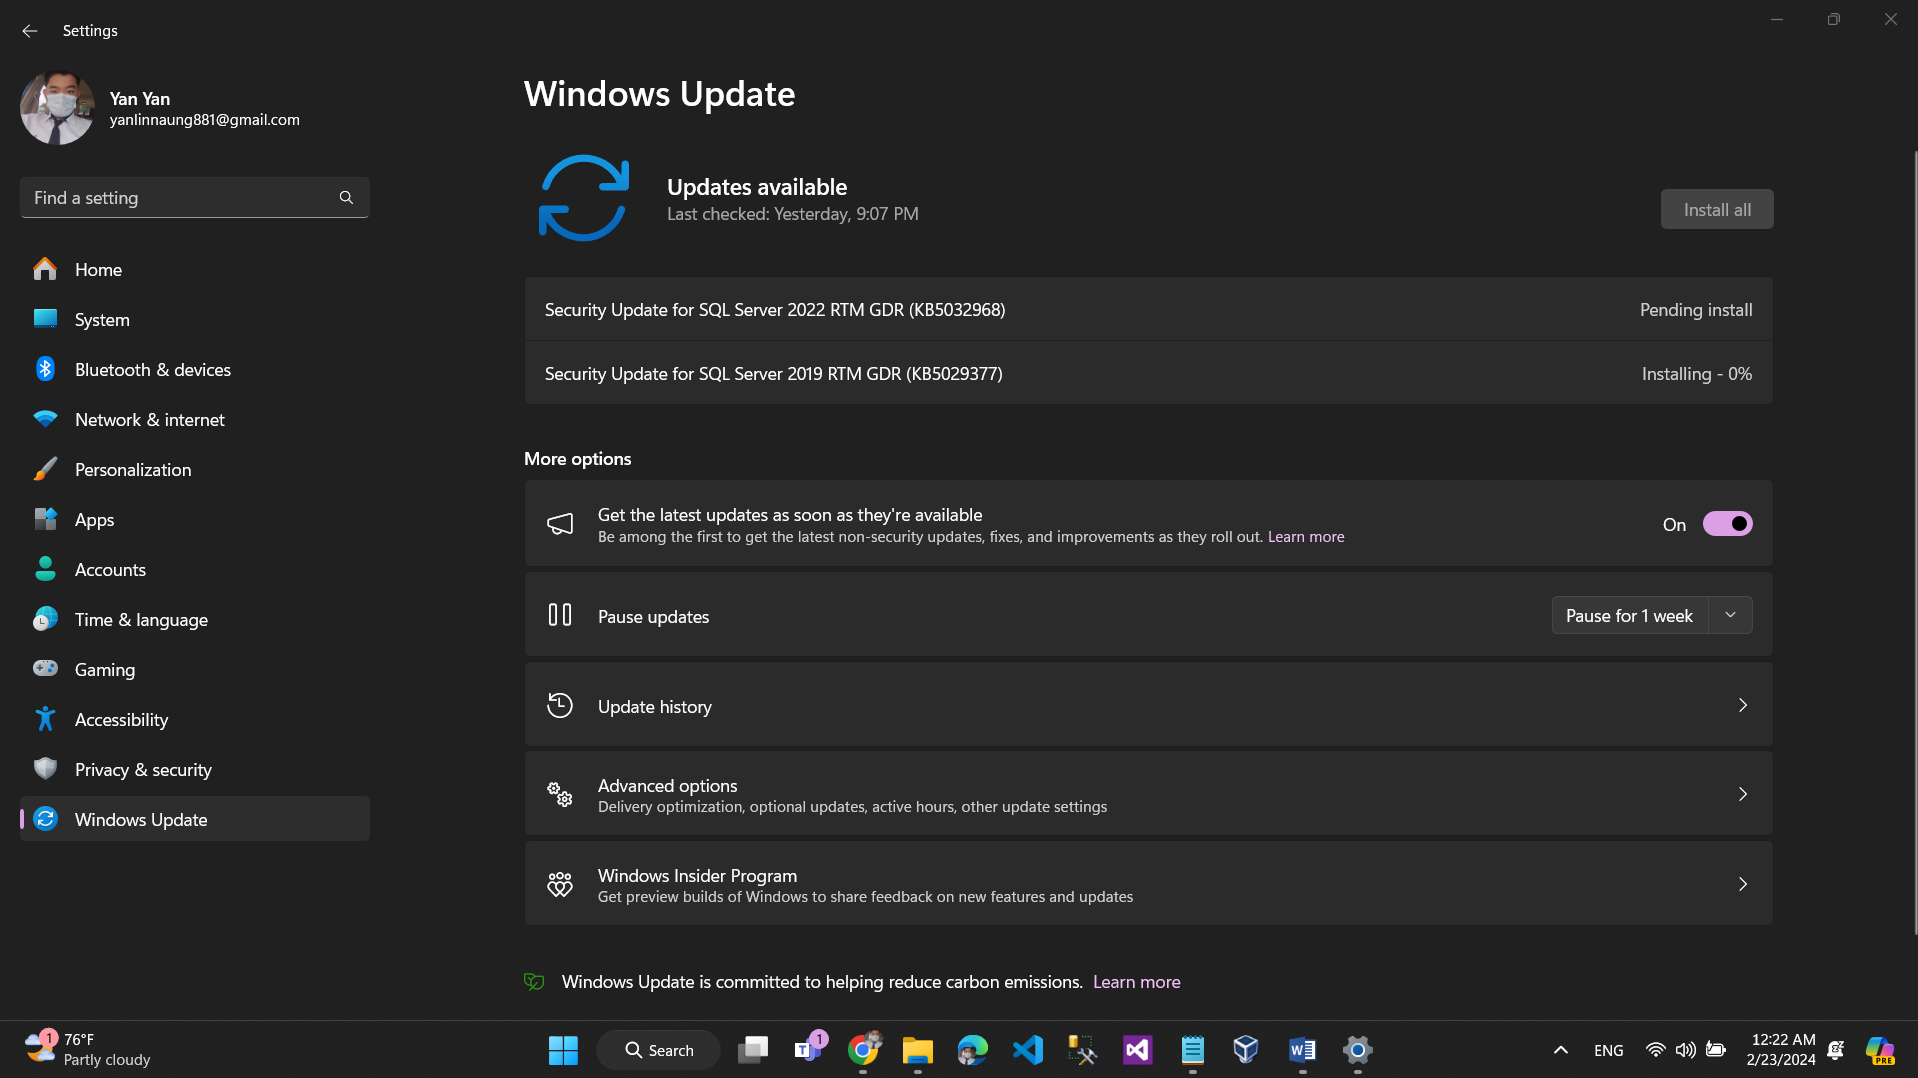 Settings
Yan Yan
yanlinnaung881@gmail.com
Find a setting
Home
System
Bluetooth & devices
Network & internet
Personalization
Apps
Accounts
Time & language
Gaming
Accessibility
Privacy & security
Windows Update
Windows Update
Updates available
Last checked: Yesterday, 9:07 PM
Install all
Security Update for SQL Server 2022 RTM GDR (KB5032968)
Pending install
Security Update for SQL Server 2019 RTM GDR (KB5029377)
Installing - 0%
More options
Get the latest updates as soon as they're available
Be among the first to get the latest non-security updates, fixes, and improvements as they roll out. Learn more
On
Pause updates
Pause for 1 week
Update history
Advanced options
Delivery optimization, optional updates, active hours, other update settings
Windows Insider Program
Get preview builds of Windows to share feedback on new features and updates
Windows Update is committed to helping reduce carbon emissions. Learn more
1
76°F
Partly cloudy
Search
1
ENG
12:22 AM
2/23/2024
PRE